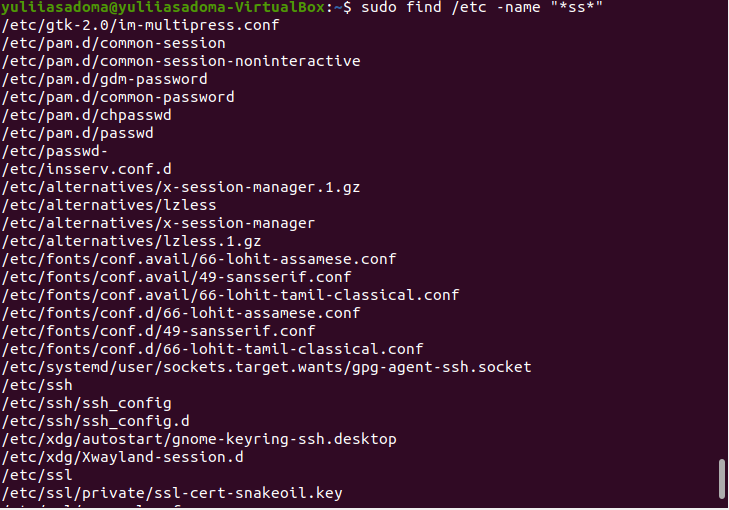 yuliiasadoma@yuliiasadoma-VirtualBox:~$ sudo find /etc -name "*ss*"
/etc/gtk-2.0/im-multipress.conf
/etc/pam.d/common-session
/etc/pam.d/common-session-noninteractive
/etc/pam.d/gdm-password
/etc/pam.d/common-password
/etc/pam.d/chpasswd
/etc/pam.d/passwd
/etc/passwd-
/etc/insserv.conf.d
/etc/alternatives/x-session-manager.1.gz
/etc/alternatives/lzless
/etc/alternatives/x-session-manager
/etc/alternatives/lzless.1.gz
/etc/fonts/conf.avail/66-lohit-assamese.conf
/etc/fonts/conf.avail/49-sansserif.conf
/etc/fonts/conf.avail/66-lohit-tamil-classical.conf
/etc/fonts/conf.d/66-lohit-assamese.conf
/etc/fonts/conf.d/49-sansserif.conf
/etc/fonts/conf.d/66-lohit-tamil-classical.conf
/etc/systemd/user/sockets.target.wants/gpg-agent-ssh.socket
/etc/ssh
/etc/ssh/ssh_config
/etc/ssh/ssh_config.d
/etc/xdg/autostart/gnome-keyring-ssh.desktop
/etc/xdg/Xwayland-session.d
/etc/ssl
/etc/ssl/private/ssl-cert-snakeoil.key